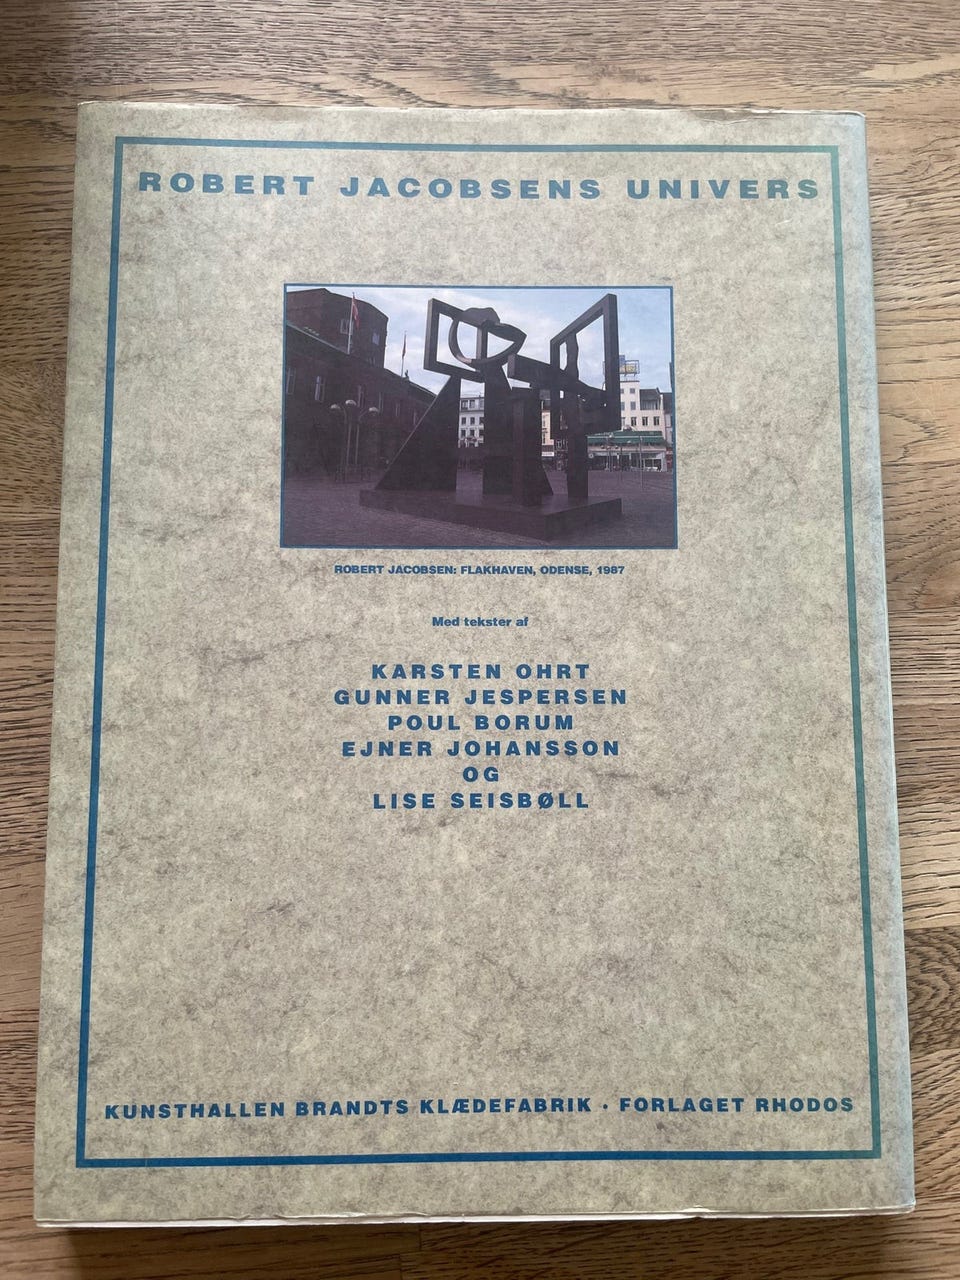 ROBERT JACOBSENS UNIVERS
ROBERT JACOBSEN: FLAKHAVEN, ODENSE, 1987
Med tekster af
KARSTEN OHRT
GUNNER JESPERSEN
POUL BORUM
EJNER JOHANSSON
OG
LISE SEISBØLL
KUNSTHALLEN BRANDTS KLÆDEFABRIK · FORLAGET RHODOS